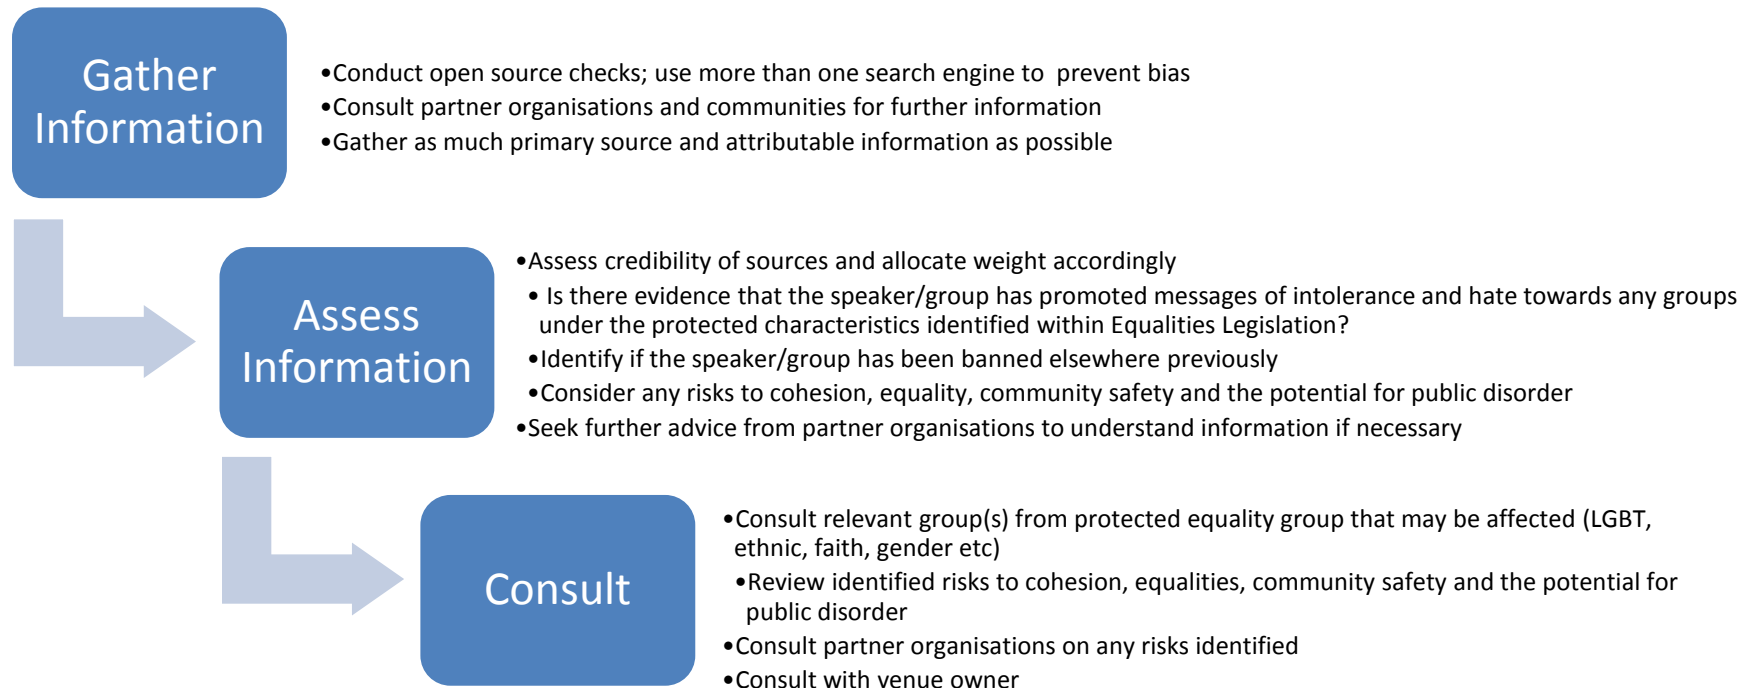 Gather
Information
•Conduct open source checks; use more than one search engine to prevent bias
•Consult partner organisations and communities for further information
•Gather as much primary source and attributable information as possible
Assess
Information
•Assess credibility of sources and allocate weight accordingly
• Is there evidence that the speaker/group has promoted messages of intolerance and hate towards any groups
under the protected characteristics identified within Equalities Legislation?
•Identify if the speaker/group has been banned elsewhere previously
•Consider any risks to cohesion, equality, community safety and the potential for public disorder
•Seek further advice from partner organisations to understand information if necessary
Consult
•Consult relevant group(s) from protected equality group that may be affected (LGBT,
ethnic, faith, gender etc)
•Review identified risks to cohesion, equalities, community safety and the potential for
public disorder
•Consult partner organisations on any risks identified
•Consult with venue owner